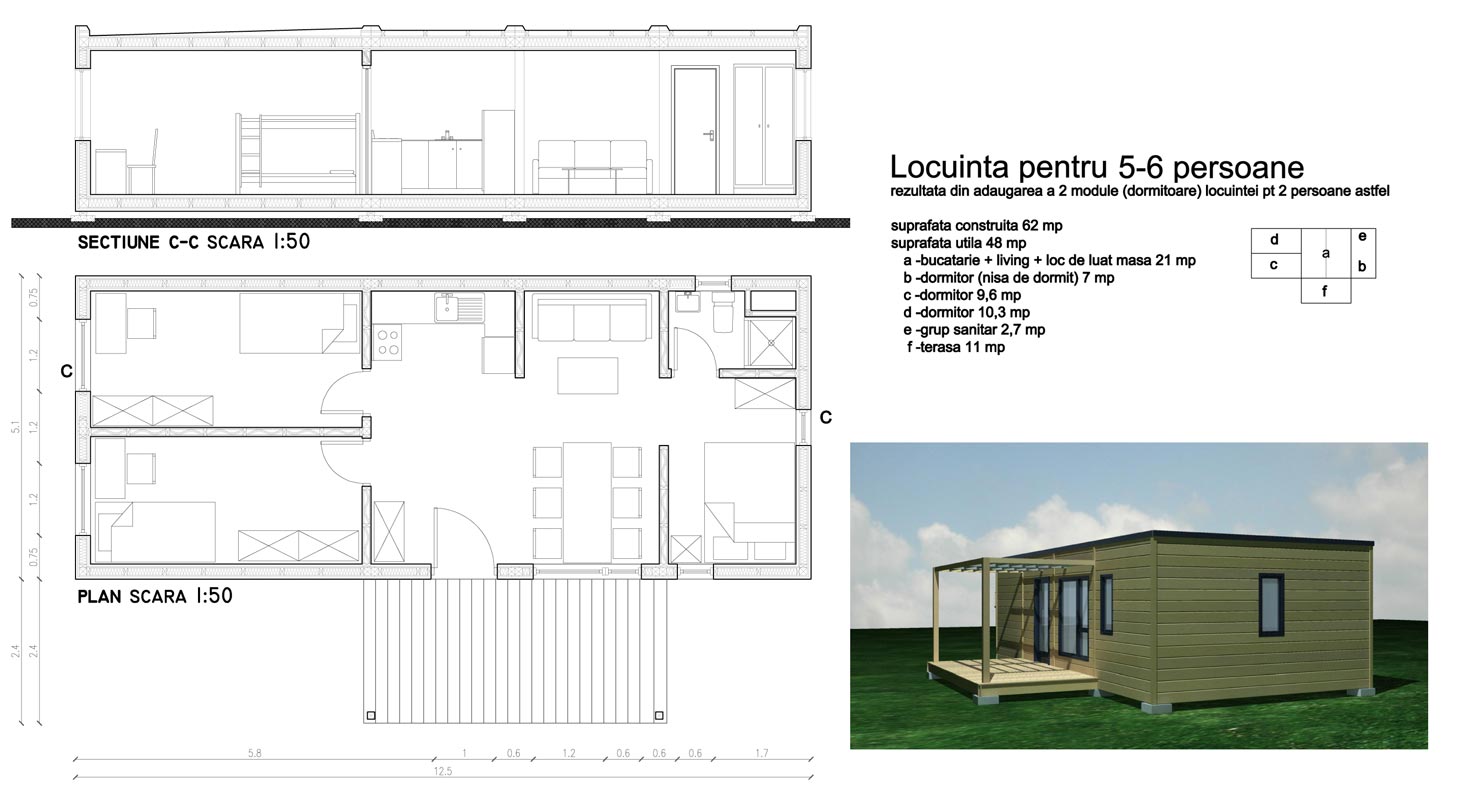 SECTIUNE C-C SCARA 1:50
0.75
1.2
1.2
1.2
0.75
2.4
5.1
2.4
C
C
PLAN SCARA 1:50
5.8
1
0.6
1.2
0.6
0.6
0.6
1.7
12.5
Locuinta pentru 5-6 persoane
rezultata din adaugarea a 2 module (dormitoare) locuintei pt 2 persoane astfel
suprafata construita 62 mp
suprafata utila 48 mp
a -bucatarie + living + loc de luat masa 21 mp
b -dormitor (nisa de dormit) 7 mp
c -dormitor 9,6 mp
d -dormitor 10,3 mp
e -grup sanitar 2,7 mp
f -terasa 11 mp
d
e
a
c
b
f